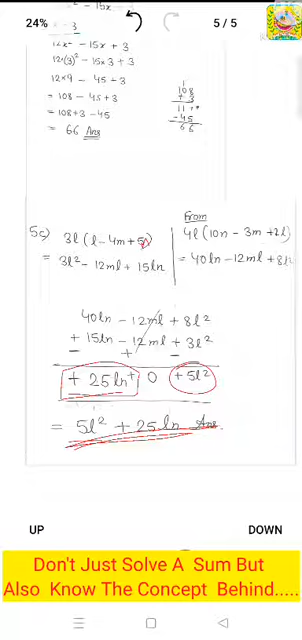 24%
5 / 5
12x² - 15x + 3
12×(3)² - 15×3 + 3
12×9 - 45 + 3
= 108 - 45 + 3
= 108 + 3 - 45
= 66 Ans
108
+ 3
111
- 45
66
5c) 3l (l - 4m + 5n)
= 3l² - 12ml + 15ln
From
4l (10n - 3m + 2l)
= 40ln - 12ml + 8l²
40ln - 12ml + 8l²
+ 15ln - 12ml + 3l²
- + -
+ 25ln + 0 + 5l²
= 5l² + 25ln Ans
UP
DOWN
Don't Just Solve A Sum But
Also Know The Concept Behind.....